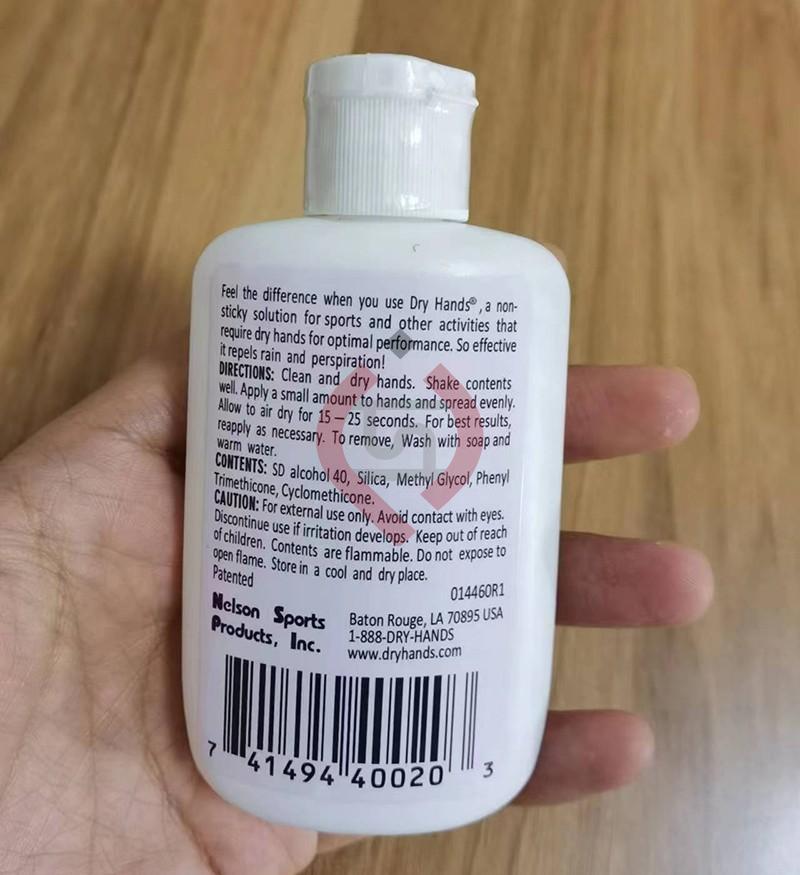 Feel the difference when you use Dry Hands®, a non-
sticky solution for sports and other activities that
require dry hands for optimal performance. So effective
it repels rain and perspiration!
DIRECTIONS: Clean and dry hands. Shake contents
well. Apply a small amount to hands and spread evenly.
Allow to air dry for 15 – 25 seconds. For best results,
reapply as necessary. To remove, Wash with soap and
warm water.
CONTENTS: SD alcohol 40, Silica, Methyl Glycol, Phenyl
Trimethicone, Cyclomethicone.
CAUTION: For external use only. Avoid contact with eyes.
Discontinue use if irritation develops. Keep out of reach
of children. Contents are flammable. Do not expose to
open flame. Store in a cool and dry place.
Patented
014460R1
Nelson Sports
Products, Inc.
Baton Rouge, LA 70895 USA
1-888-DRY-HANDS
www.dryhands.com
7 41494 40020 3